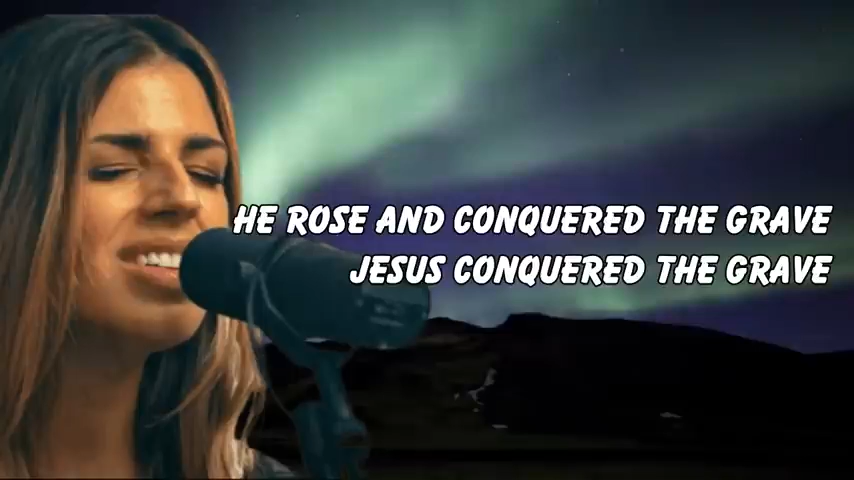 HE ROSE AND CONQUERED THE GRAVE
JESUS CONQUERED THE GRAVE